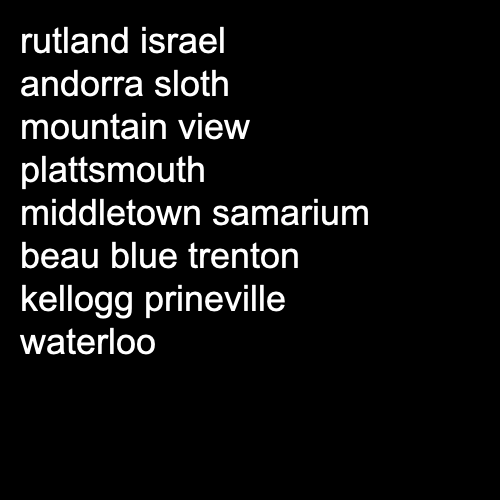 rutland israel
andorra sloth
mountain view
plattsmouth
middletown samarium
beau blue trenton
kellogg prineville
waterloo